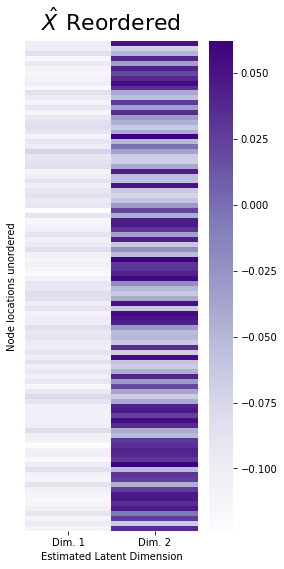 X̂ Reordered
0.050
0.025
0.000
−0.025
−0.050
−0.075
−0.100
Node locations unordered
Dim. 1 Dim. 2
Estimated Latent Dimension